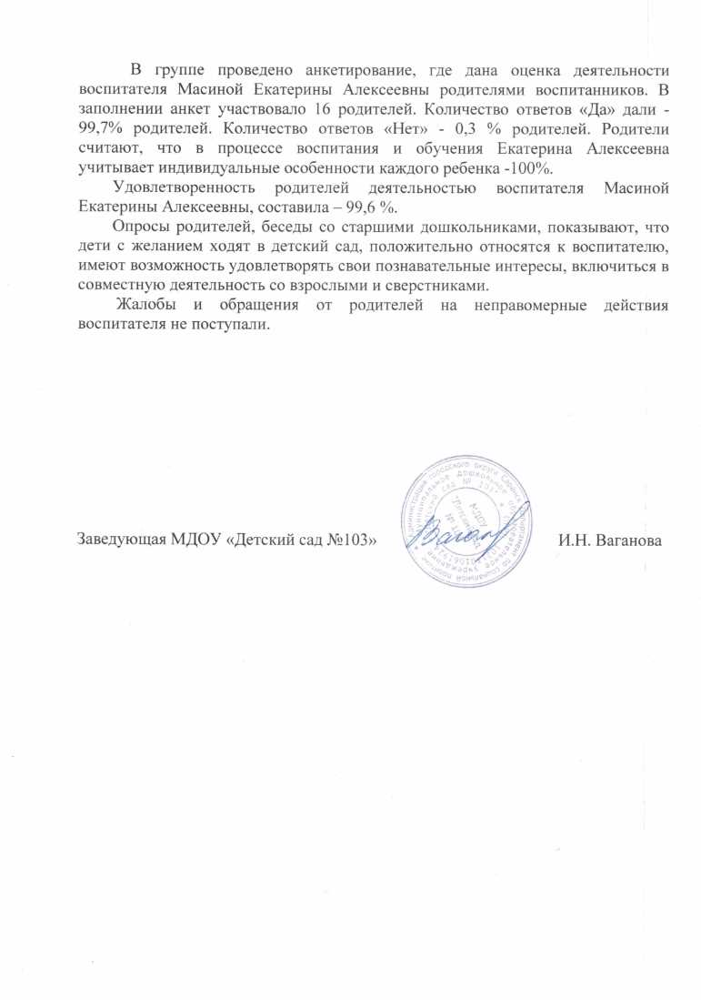 В группе проведено анкетирование, где дана оценка деятельности
воспитателя Масиной Екатерины Алексеевны родителями воспитанников. В
заполнении анкет участвовало 16 родителей. Количество ответов «Да» дали -
99,7% родителей. Количество ответов «Нет» - 0,3 % родителей. Родители
считают, что в процессе воспитания и обучения Екатерина Алексеевна
учитывает индивидуальные особенности каждого ребенка -100%.
Удовлетворенность родителей деятельностью воспитателя Масиной
Екатерины Алексеевны, составила – 99,6 %.
Опросы родителей, беседы со старшими дошкольниками, показывают, что
дети с желанием ходят в детский сад, положительно относятся к воспитателю,
имеют возможность удовлетворять свои познавательные интересы, включиться в
совместную деятельность со взрослыми и сверстниками.
Жалобы и обращения от родителей на неправомерные действия
воспитателя не поступали.
Заведующая МДОУ «Детский сад №103»
МДОУ
И.Н. Ваганова